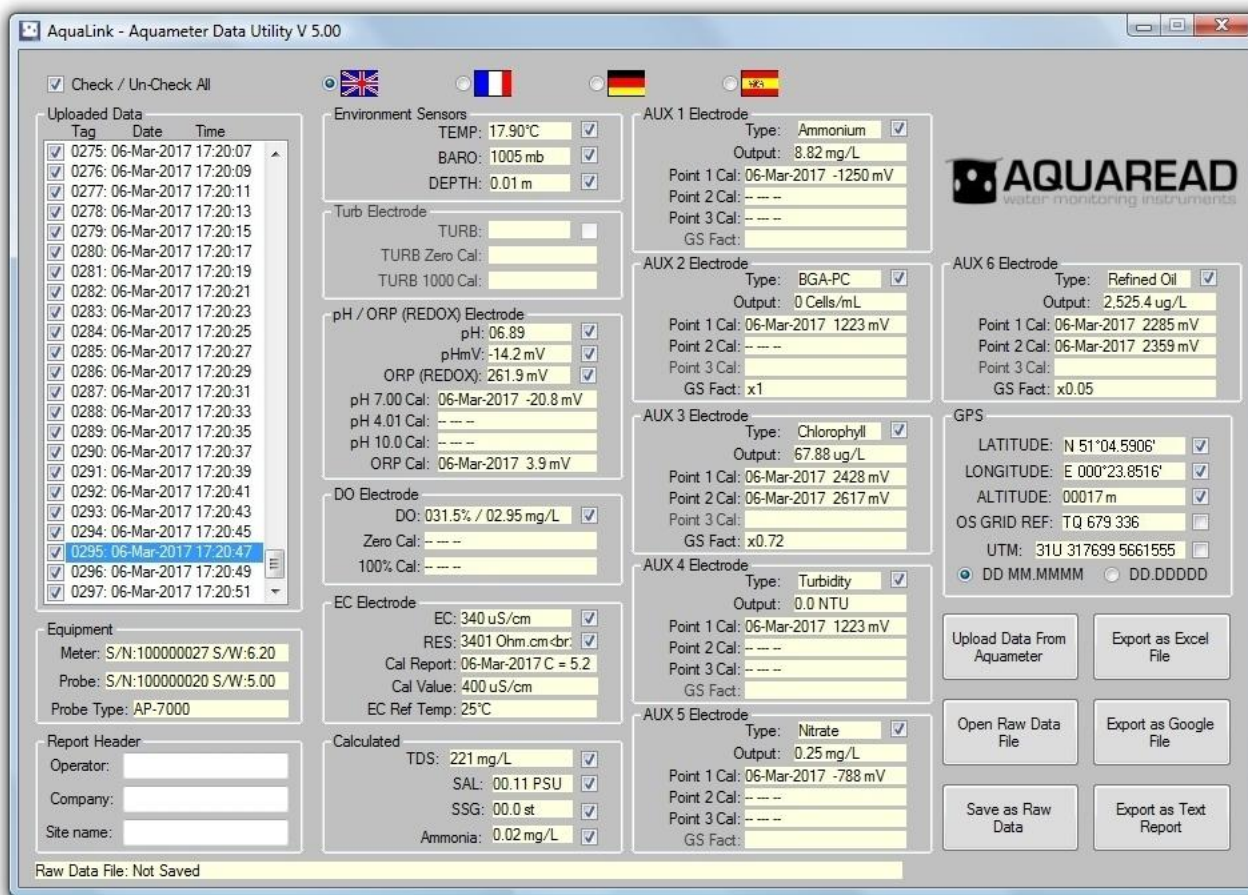 AquaLink - Aquameter Data Utility V 5.00
Check / Un-Check All
Uploaded Data
Tag Date Time
0275: 06-Mar-2017 17:20:07
0276: 06-Mar-2017 17:20:09
0277: 06-Mar-2017 17:20:11
0278: 06-Mar-2017 17:20:13
0279: 06-Mar-2017 17:20:15
0280: 06-Mar-2017 17:20:17
0281: 06-Mar-2017 17:20:19
0282: 06-Mar-2017 17:20:21
0283: 06-Mar-2017 17:20:23
0284: 06-Mar-2017 17:20:25
0285: 06-Mar-2017 17:20:27
0286: 06-Mar-2017 17:20:29
0287: 06-Mar-2017 17:20:31
0288: 06-Mar-2017 17:20:33
0289: 06-Mar-2017 17:20:35
0290: 06-Mar-2017 17:20:37
0291: 06-Mar-2017 17:20:39
0292: 06-Mar-2017 17:20:41
0293: 06-Mar-2017 17:20:43
0294: 06-Mar-2017 17:20:45
0295: 06-Mar-2017 17:20:47
0296: 06-Mar-2017 17:20:49
0297: 06-Mar-2017 17:20:51
Equipment
Meter: S/N:100000027 S/W:6.20
Probe: S/N:100000020 S/W:5.00
Probe Type: AP-7000
Report Header
Operator:
Company:
Site name:
Environment Sensors
TEMP: 17.90°C
BARO: 1005 mb
DEPTH: 0.01 m
Turb Electrode
TURB:
TURB Zero Cal:
TURB 1000 Cal:
pH / ORP (REDOX) Electrode
pH: 06.89
pHmV: -14.2 mV
ORP (REDOX): 261.9 mV
pH 7.00 Cal: 06-Mar-2017 -20.8 mV
pH 4.01 Cal: -- --- --
pH 10.0 Cal: -- --- --
ORP Cal: 06-Mar-2017 3.9 mV
DO Electrode
DO: 031.5% / 02.95 mg/L
Zero Cal: -- --- --
100% Cal: -- --- --
EC Electrode
EC: 340 uS/cm
RES: 3401 Ohm.cm<br:
Cal Report: 06-Mar-2017 C = 5.2
Cal Value: 400 uS/cm
EC Ref Temp: 25°C
Calculated
TDS: 221 mg/L
SAL: 00.11 PSU
SSG: 00.0 st
Ammonia: 0.02 mg/L
AUX 1 Electrode
Type: Ammonium
Output: 8.82 mg/L
Point 1 Cal: 06-Mar-2017 -1250 mV
Point 2 Cal: -- --- --
Point 3 Cal: -- --- --
GS Fact:
AUX 2 Electrode
Type: BGA-PC
Output: 0 Cells/mL
Point 1 Cal: 06-Mar-2017 1223 mV
Point 2 Cal: -- --- --
Point 3 Cal:
GS Fact: x1
AUX 3 Electrode
Type: Chlorophyll
Output: 67.88 ug/L
Point 1 Cal: 06-Mar-2017 2428 mV
Point 2 Cal: 06-Mar-2017 2617 mV
Point 3 Cal:
GS Fact: x0.72
AUX 4 Electrode
Type: Turbidity
Output: 0.0 NTU
Point 1 Cal: 06-Mar-2017 1223 mV
Point 2 Cal: -- --- --
Point 3 Cal: -- --- --
GS Fact:
AUX 5 Electrode
Type: Nitrate
Output: 0.25 mg/L
Point 1 Cal: 06-Mar-2017 -788 mV
Point 2 Cal: -- --- --
Point 3 Cal: -- --- --
GS Fact:
AQUAREAD
water monitoring instruments
AUX 6 Electrode
Type: Refined Oil
Output: 2,525.4 ug/L
Point 1 Cal: 06-Mar-2017 2285 mV
Point 2 Cal: 06-Mar-2017 2359 mV
Point 3 Cal:
GS Fact: x0.05
GPS
LATITUDE: N 51°04.5906'
LONGITUDE: E 000°23.8516'
ALTITUDE: 00017 m
OS GRID REF: TQ 679 336
UTM: 31U 317699 5661555
DD MM.MMMM DD.DDDDD
Upload Data From
Aquameter
Export as Excel
File
Open Raw Data
File
Export as Google
File
Save as Raw
Data
Export as Text
Report
Raw Data File: Not Saved